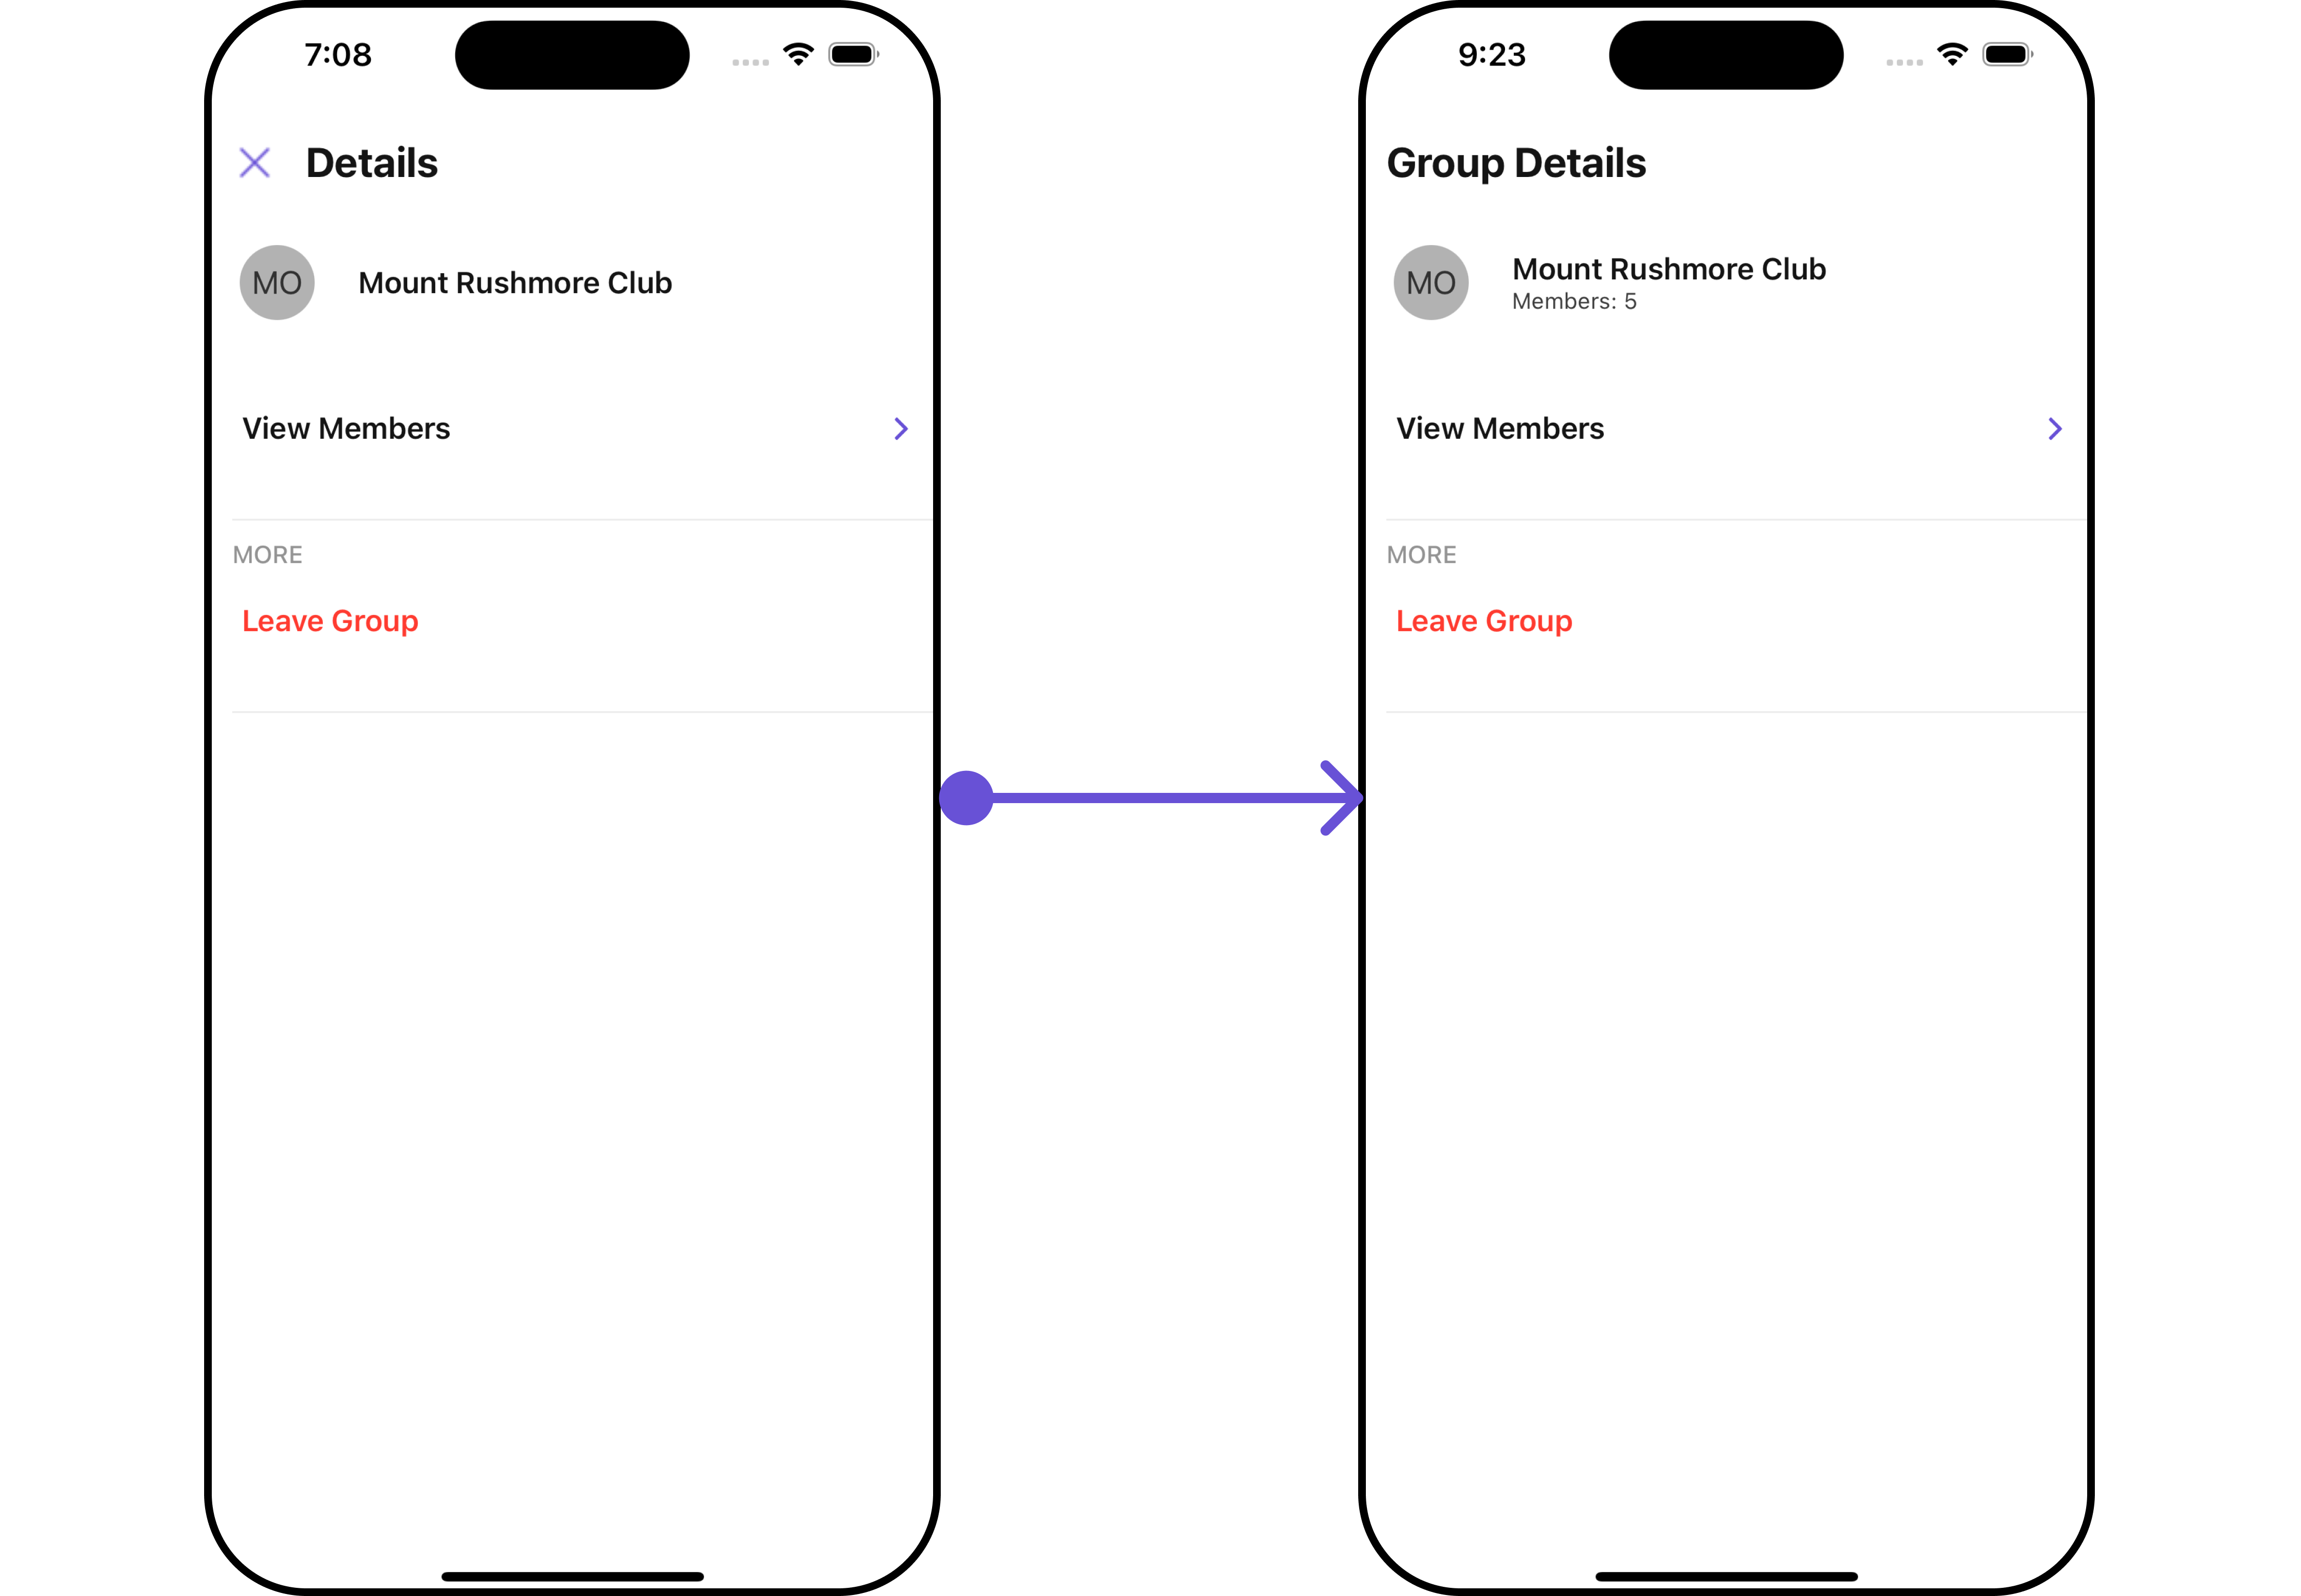 7:08
Details
MO
Mount Rushmore Club
View Members
MORE
Leave Group
9:23
Group Details
MO
Mount Rushmore Club
Members: 5
View Members
MORE
Leave Group